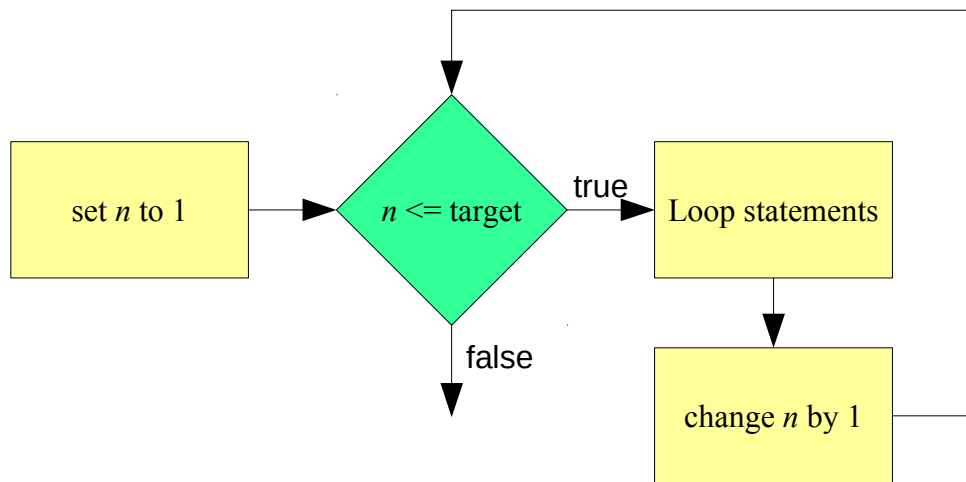 set n to 1
n <= target
true
Loop statements
false
change n by 1